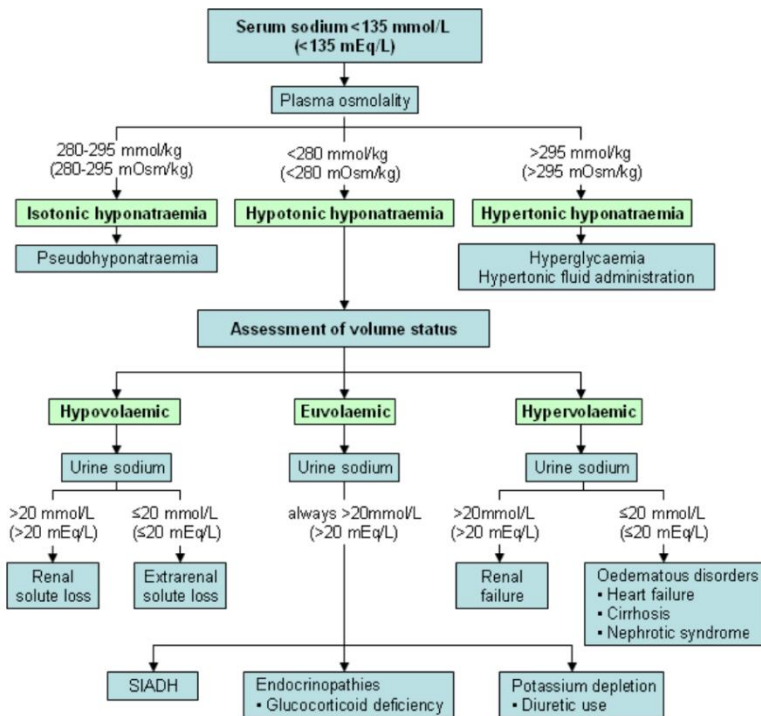 Serum sodium <135 mmol/L
(<135 mEq/L)
Plasma osmolality
280-295 mmol/kg
(280-295 mOsm/kg)
<280 mmol/kg
(<280 mOsm/kg)
>295 mmol/kg
(>295 mOsm/kg)
Isotonic hyponatraemia
Hypotonic hyponatraemia
Hypertonic hyponatraemia
Pseudohyponatraemia
Hyperglycaemia
Hypertonic fluid administration
Assessment of volume status
Hypovolaemic
Euvolaemic
Hypervolaemic
Urine sodium
Urine sodium
Urine sodium
>20 mmol/L
(>20 mEq/L)
≤20 mmol/L
(≤20 mEq/L)
always >20mmol/L
(>20 mEq/L)
>20mmol/L
(>20 mEq/L)
≤20 mmol/L
(≤20 mEq/L)
Renal
solute loss
Extrarenal
solute loss
Renal
failure
Oedematous disorders
▪ Heart failure
▪ Cirrhosis
▪ Nephrotic syndrome
SIADH
Endocrinopathies
▪ Glucocorticoid deficiency
Potassium depletion
▪ Diuretic use